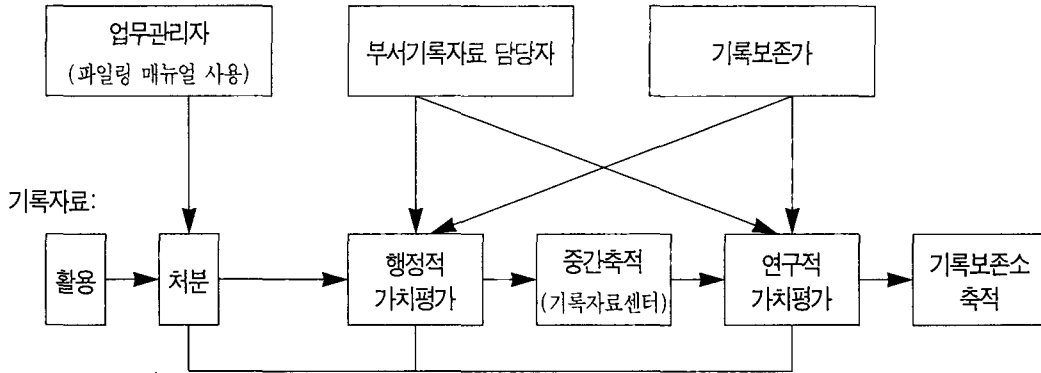 업무관리자
(파일링 매뉴얼 사용)
부서기록자료 담당자
기록보존가
기록자료:
활용
처분
행정적
가치평가
중간축적
(기록자료센터)
연구적
가치평가
기록보존소
축적